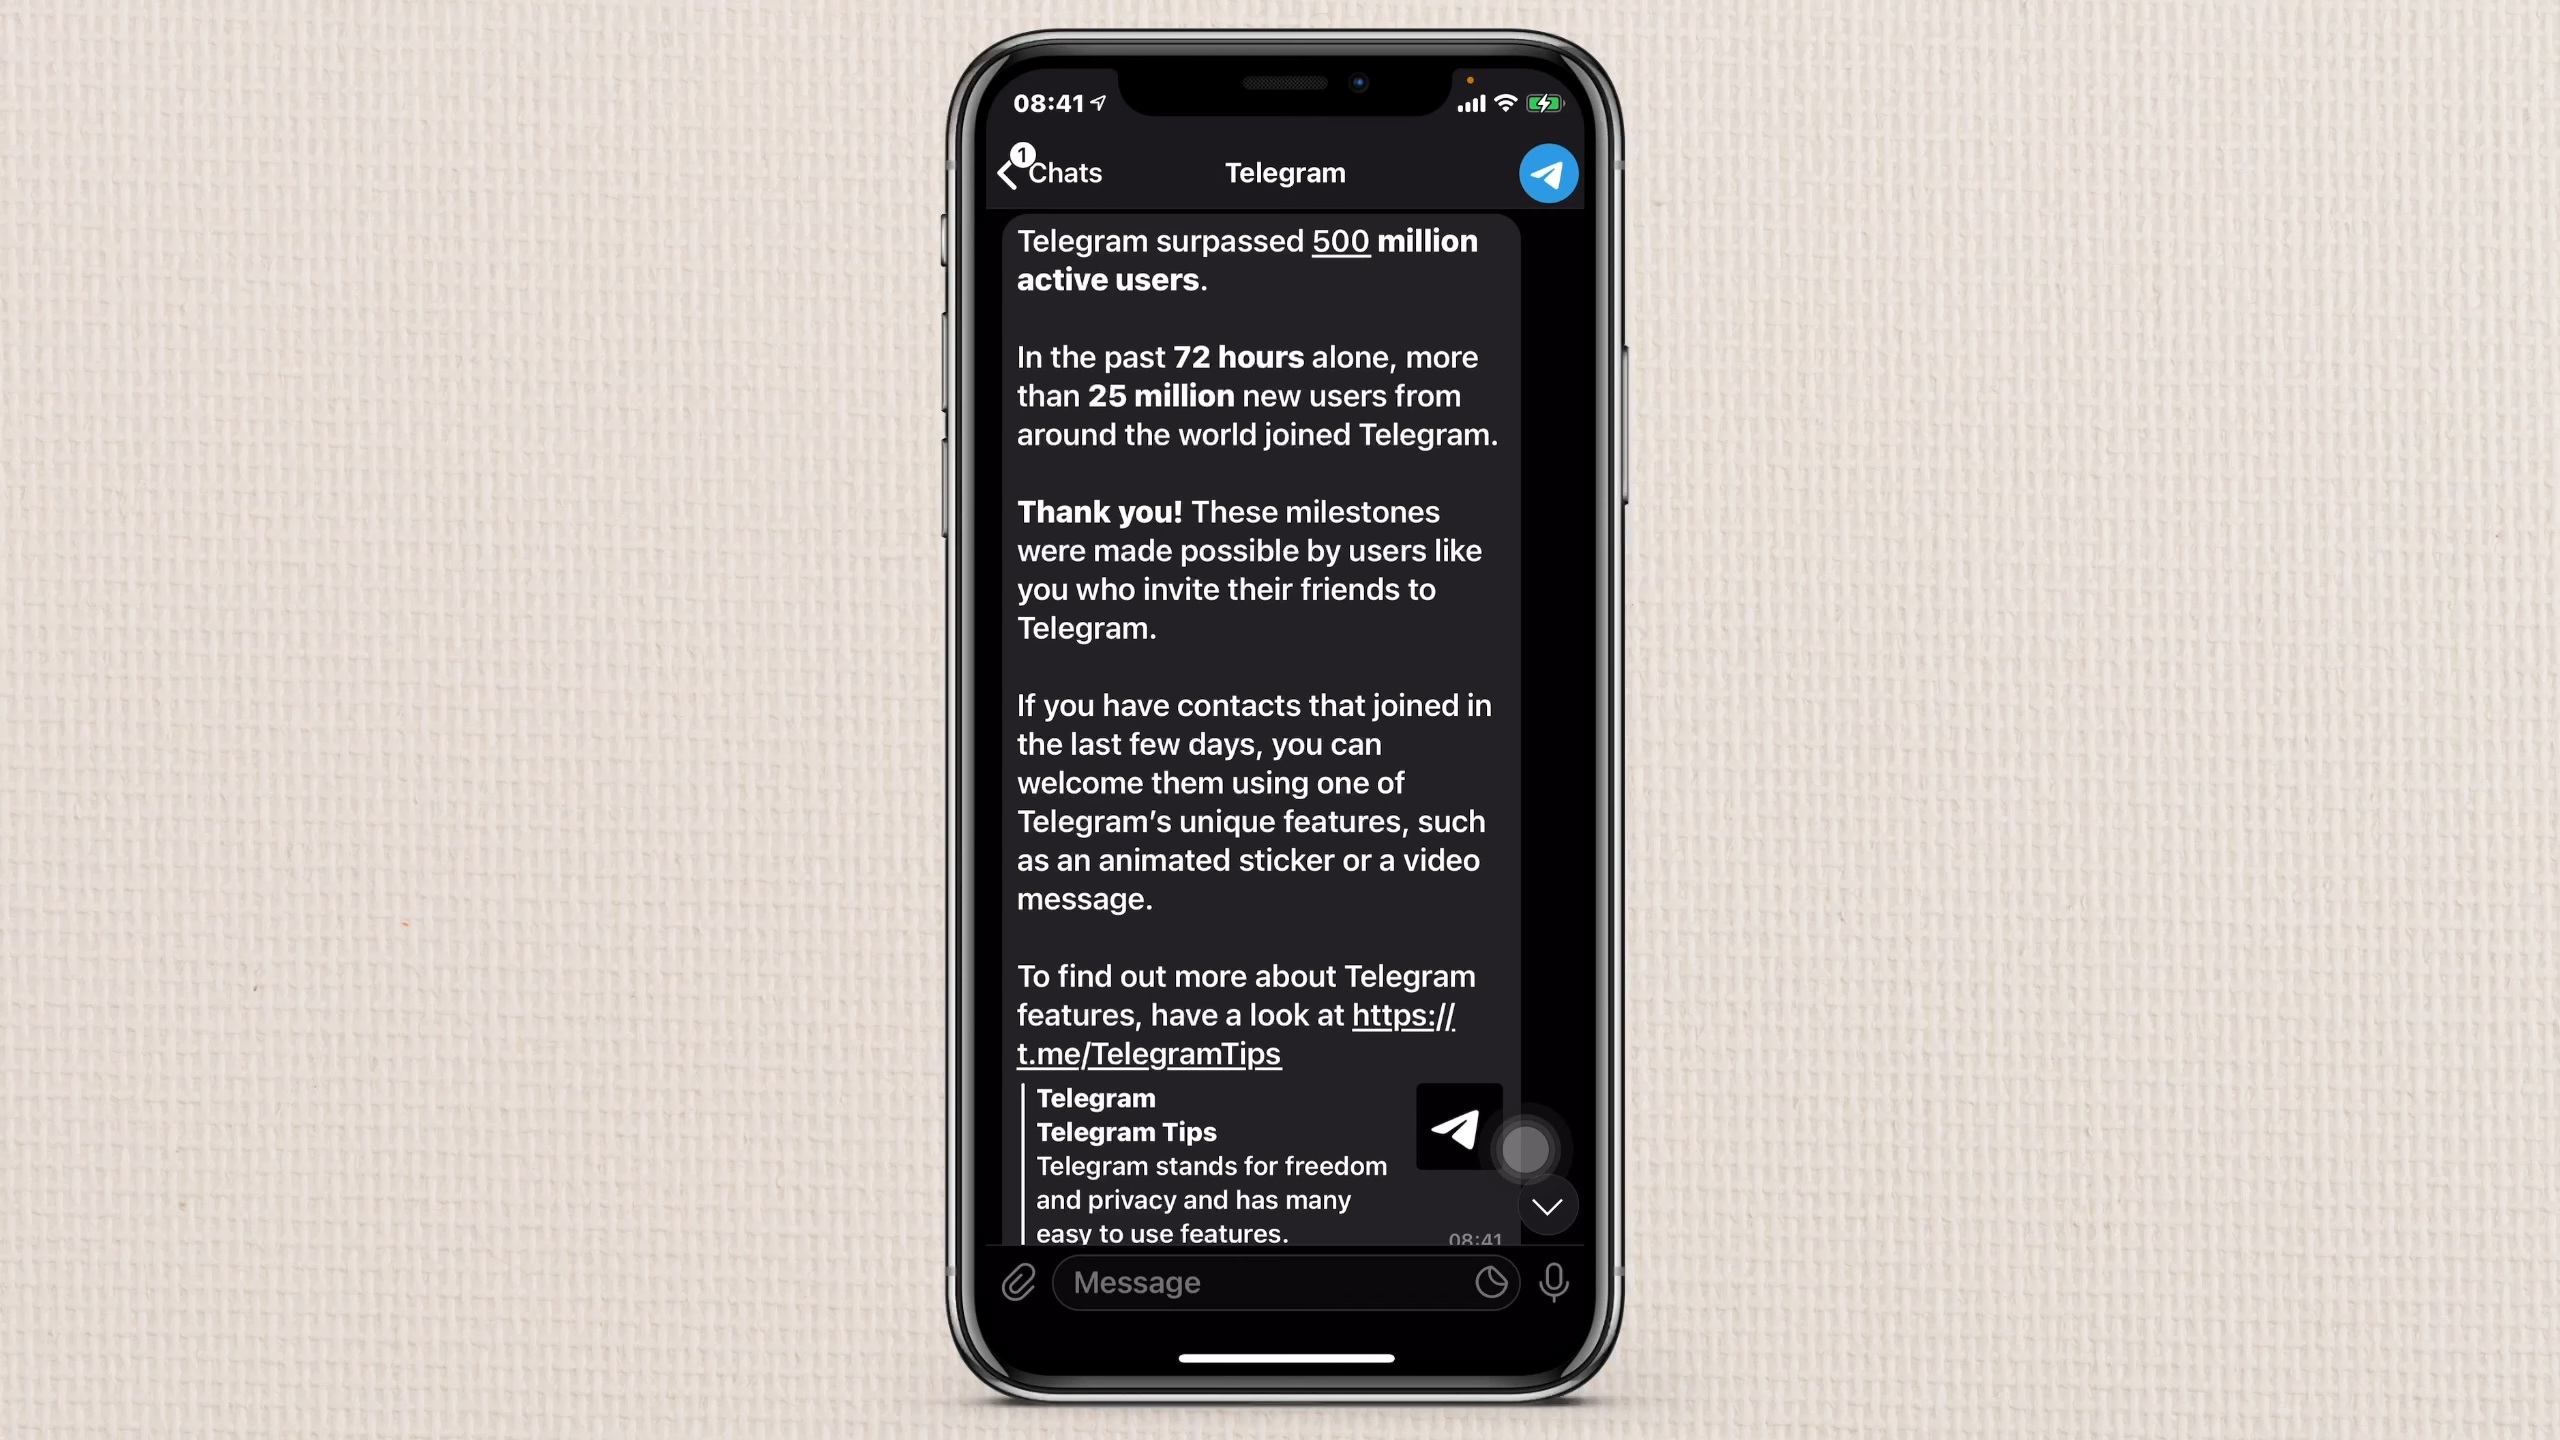 08:41
1
Chats
Telegram
Telegram surpassed 500 million
active users.
In the past 72 hours alone, more
than 25 million new users from
around the world joined Telegram.
Thank you! These milestones
were made possible by users like
you who invite their friends to
Telegram.
If you have contacts that joined in
the last few days, you can
welcome them using one of
Telegram’s unique features, such
as an animated sticker or a video
message.
To find out more about Telegram
features, have a look at https://
t.me/TelegramTips
Telegram
Telegram Tips
Telegram stands for freedom
and privacy and has many
easy to use features.
08:41
Message